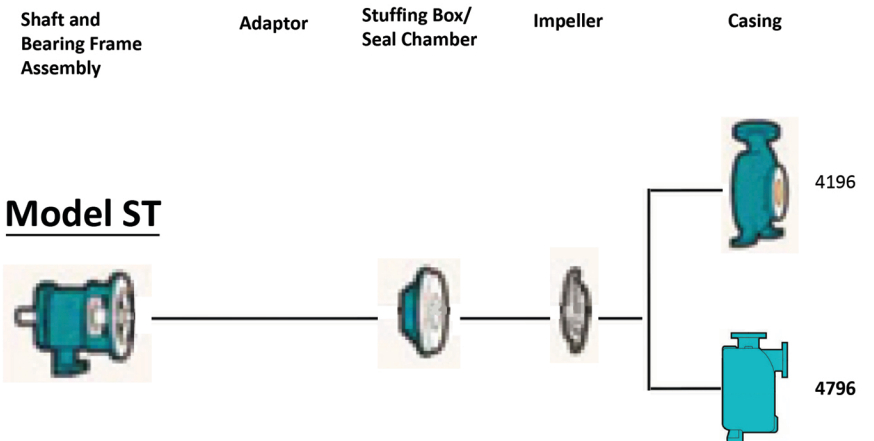 Shaft and
Bearing Frame
Assembly
Adaptor
Stuffing Box/
Seal Chamber
Impeller
Casing
4196
Model ST
4796